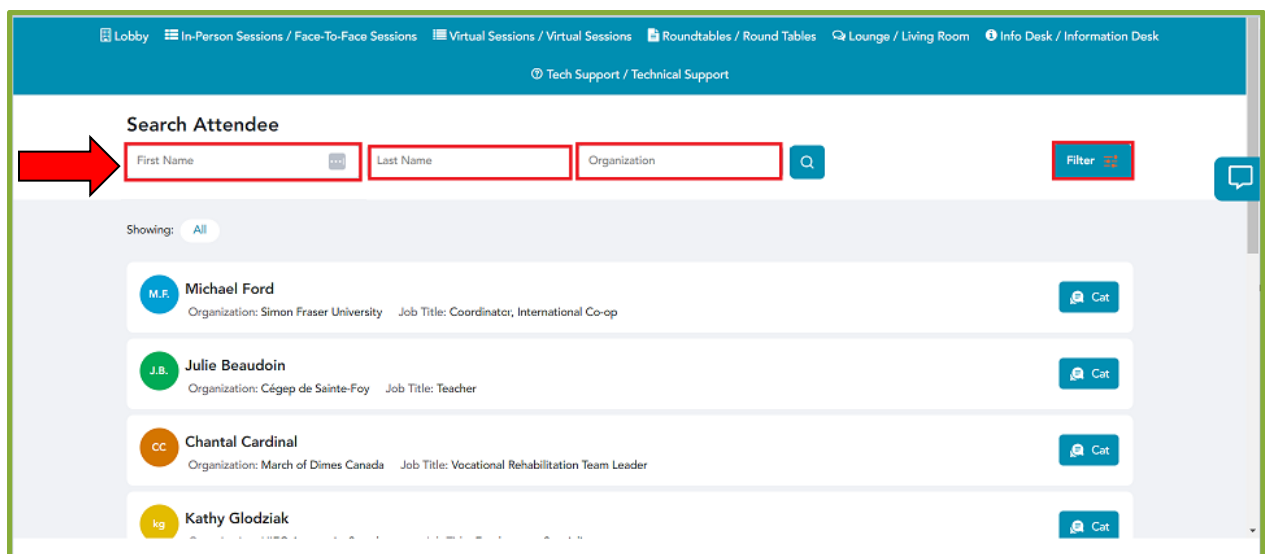 Lobby In-Person Sessions / Face-To-Face Sessions Virtual Sessions / Virtual Sessions Roundtables / Round Tables Lounge / Living Room Info Desk / Information Desk
Tech Support / Technical Support
Search Attendee
First Name Last Name Organization Filter
Showing: All
M.F. Michael Ford
Organization: Simon Fraser University Job Title: Coordinator, International Co-op
Cat
J.B. Julie Beaudoin
Organization: Cégep de Sainte-Foy Job Title: Teacher
Cat
CC Chantal Cardinal
Organization: March of Dimes Canada Job Title: Vocational Rehabilitation Team Leader
Cat
kg Kathy Glodziak
Cat